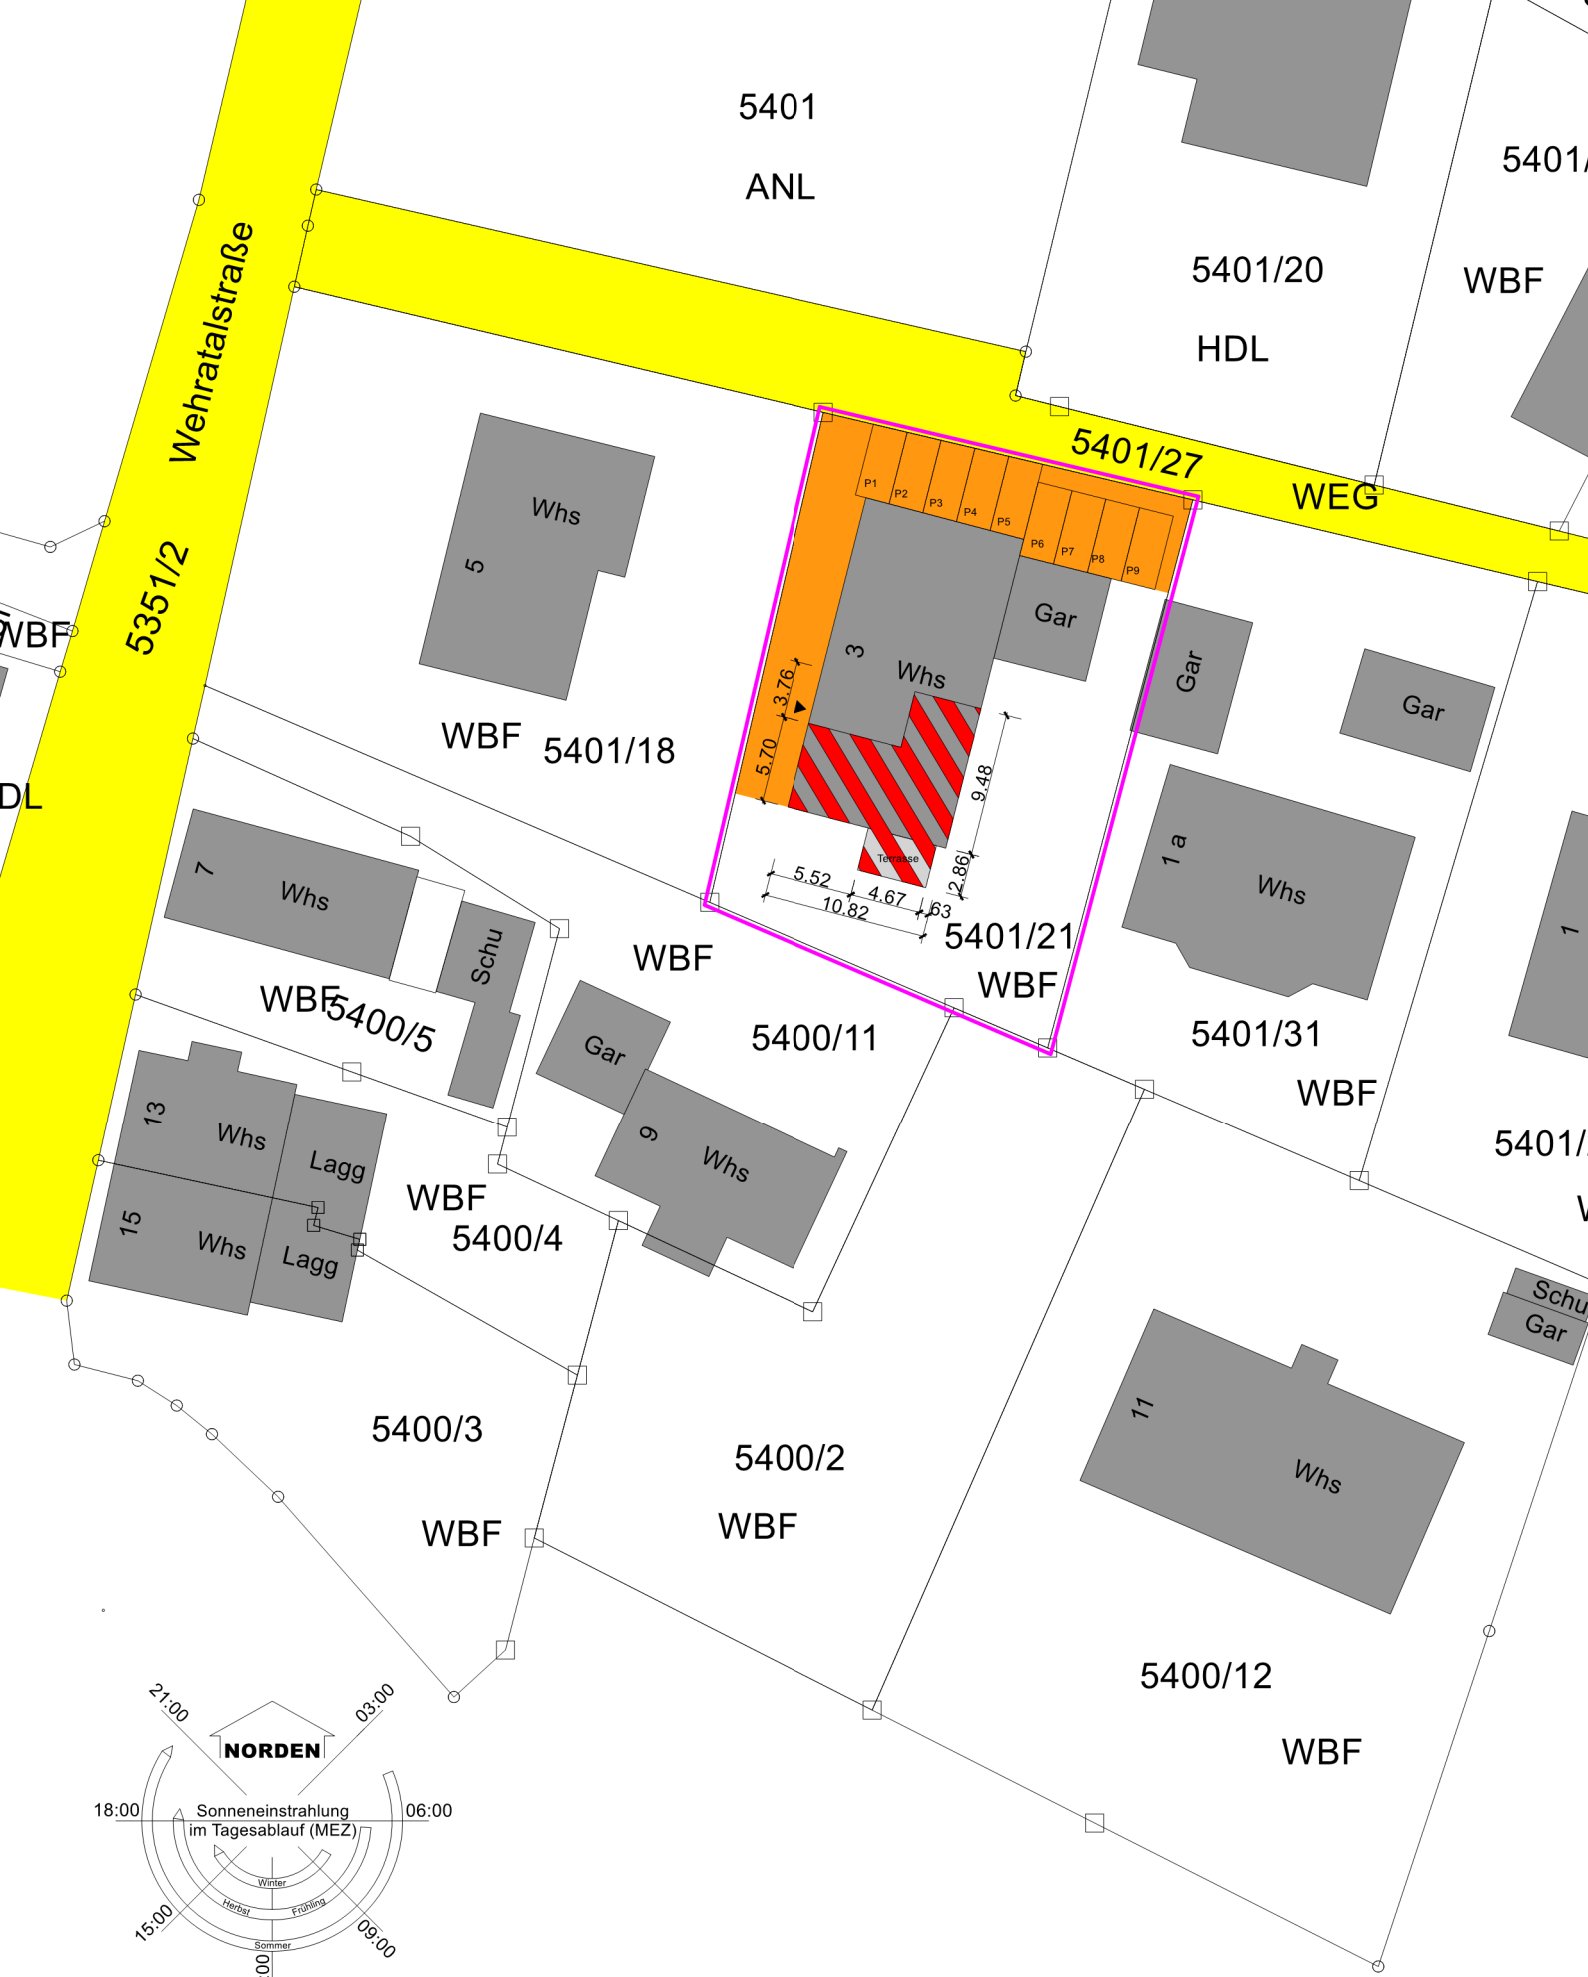 5401
ANL
5401/
5401/20
WBF
HDL
Wehratalstraße
5401/27
WEG
5351/2
WBF
DL
Whs
5
WBF
5401/18
P1
P2
P3
P4
P5
P6
P7
P8
P9
Gar
3
Whs
3.76
5.70
9.48
Terrasse
2.86
5.52
4.67
63
10.82
5401/21
WBF
Gar
Gar
1 a
Whs
1
5401/31
WBF
5401/
7
Whs
Schu
WBF
5400/5
WBF
5400/11
Gar
9
Whs
13
Whs
Lagg
15
Whs
Lagg
WBF
5400/4
5400/3
WBF
5400/2
WBF
Schu
Gar
11
Whs
5400/12
WBF
21:00
03:00
NORDEN
18:00
06:00
Sonneneinstrahlung
im Tagesablauf (MEZ)
Winter
Herbst
Frühling
Sommer
15:00
09:00
:00